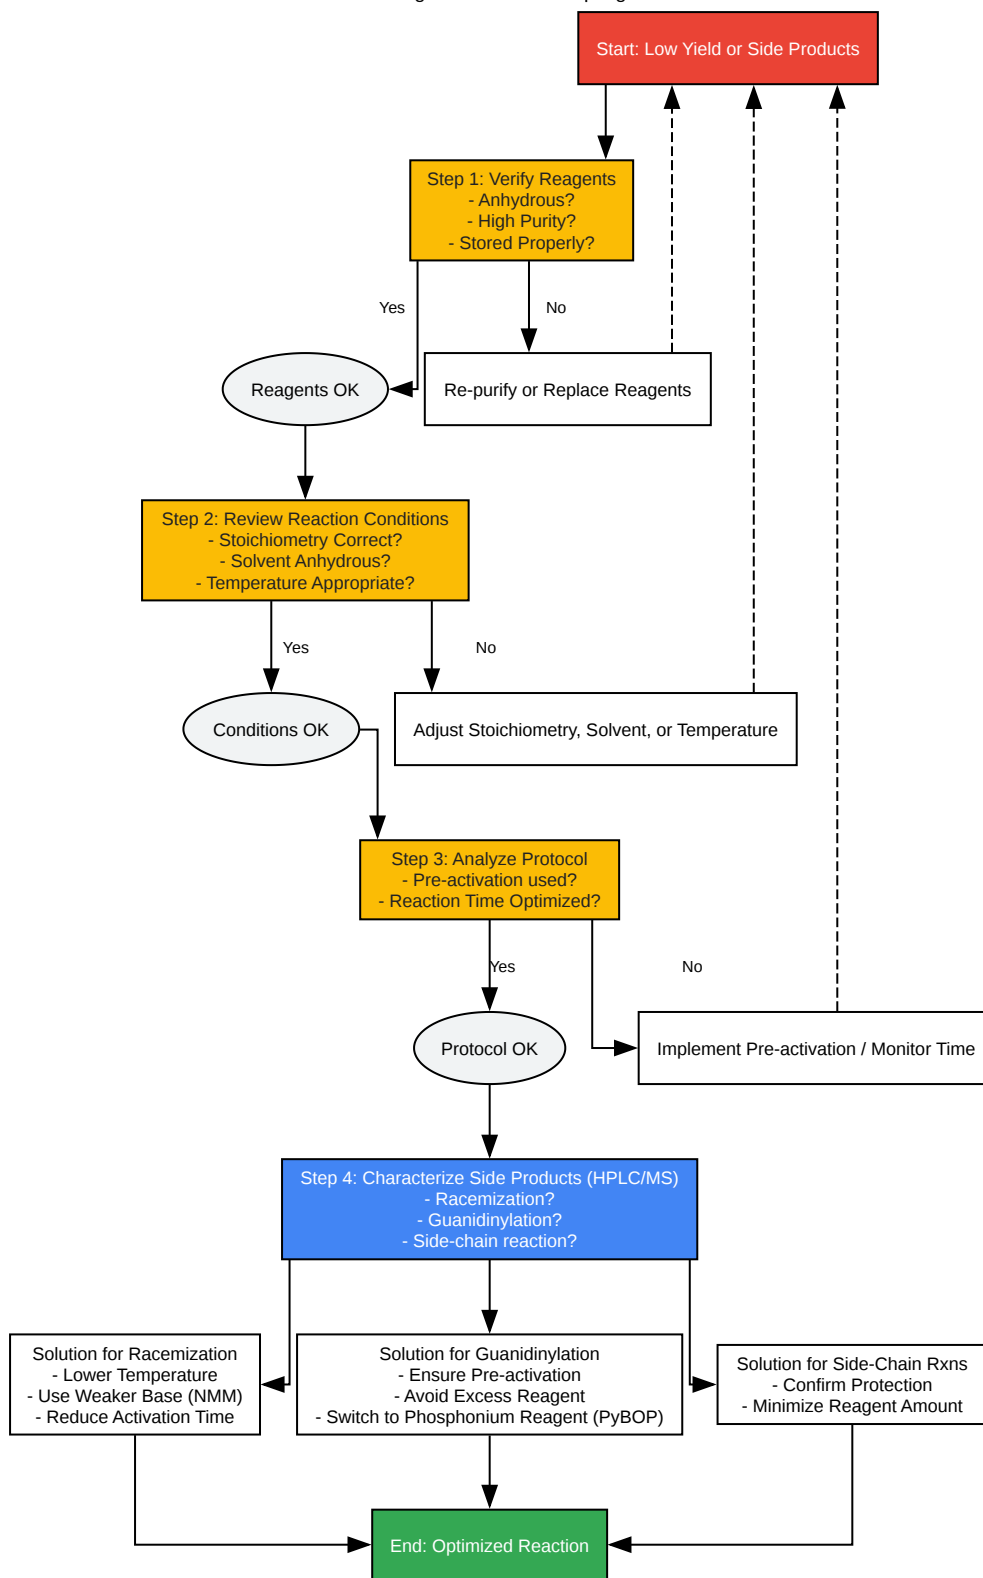 Start: Low Yield or Side Products
Step 1: Verify Reagents
- Anhydrous?
- High Purity?
- Stored Properly?
Yes
No
Reagents OK
Re-purify or Replace Reagents
Step 2: Review Reaction Conditions
- Stoichiometry Correct?
- Solvent Anhydrous?
- Temperature Appropriate?
Yes
No
Conditions OK
Adjust Stoichiometry, Solvent, or Temperature
Step 3: Analyze Protocol
- Pre-activation used?
- Reaction Time Optimized?
Yes
No
Protocol OK
Implement Pre-activation / Monitor Time
Step 4: Characterize Side Products (HPLC/MS)
- Racemization?
- Guanidinylation?
- Side-chain reaction?
Solution for Racemization
- Lower Temperature
- Use Weaker Base (NMM)
- Reduce Activation Time
Solution for Guanidinylation
- Ensure Pre-activation
- Avoid Excess Reagent
- Switch to Phosphonium Reagent (PyBOP)
Solution for Side-Chain Rxns
- Confirm Protection
- Minimize Reagent Amount
End: Optimized Reaction